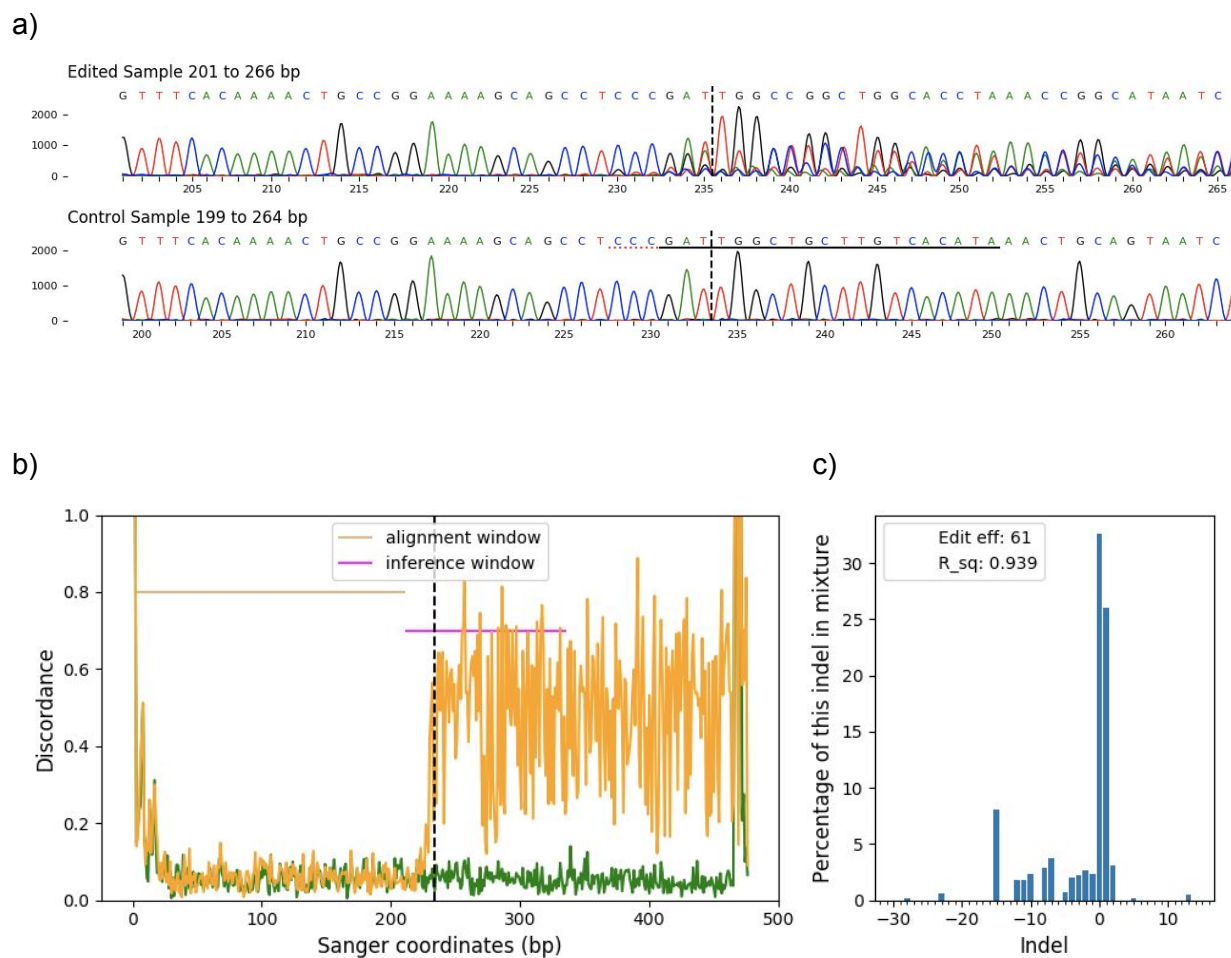 a)
Edited Sample 201 to 266 bp
G T T T C A C A A A A C T G C C G G A A A A G C A G C C T C C C G A T T G G C C G G C T G G C A C C T A A A C C G G C A T A A T C
2000
1000
0
205 210 215 220 225 230 235 240 245 250 255 260 265
Control Sample 199 to 264 bp
G T T T C A C A A A A C T G C C G G A A A A G C A G C C T C C C G A T T G G C T G C T T G T C A C A T A A A C T G C A G T A A T C
2000
1000
0
200 205 210 215 220 225 230 235 240 245 250 255 260
b)
1.0
0.8
0.6
0.4
0.2
0.0
Discordance
alignment window
inference window
0 100 200 300 400 500
Sanger coordinates (bp)
c)
Percentage of this indel in mixture
30
25
20
15
10
5
0
Edit eff: 61
R_sq: 0.939
−30 −20 −10 0 10
Indel